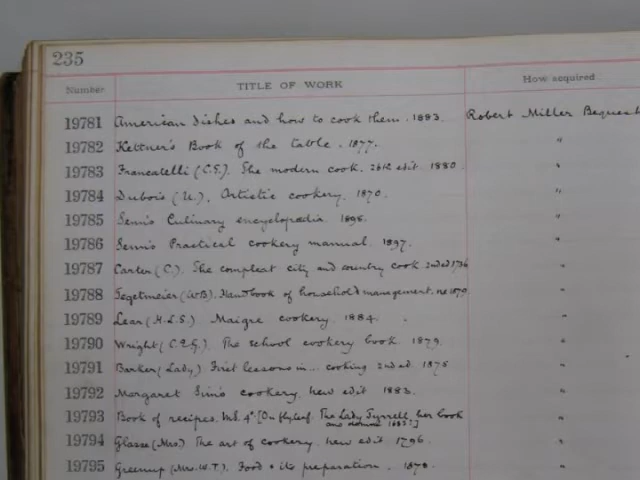 235
Number TITLE OF WORK How acquired
19781 American dishes and how to cook them. 1883. Robert Miller Bequest
19782 Kettner's Book of the table. 1877. "
19783 Francatelli (C.E.). The modern cook. 26th edit. 1880. "
19784 Dubois (U.). Artistic cookery. 1870. "
19785 Senn's Culinary encyclopædia. 1898. "
19786 Senn's Practical cookery manual. 1897. "
19787 Carter (C.). The compleat city and country cook 2nd ed 1736 "
19788 Tegetmeier (W.B). Handbook of household management. 1879. "
19789 Lear (H.L.S.). Maigre cookery. 1884. "
19790 Wright (C.E.G.). The school cookery book. 1879. "
19791 Barker (Lady) First lessons in... cooking 2nd ed. 1875 "
19792 Margaret Sim's cookery. new edit 1883. "
19793 Book of recipes. MS. 4°. [On flyleaf. The Lady Tyrrell her book "
anno domine 1683:]
19794 Glasse (Mrs) The art of cookery. new edit. 1796. "
19795 Greenup (Mrs. W.T.). Food & its preparation. 1878. "